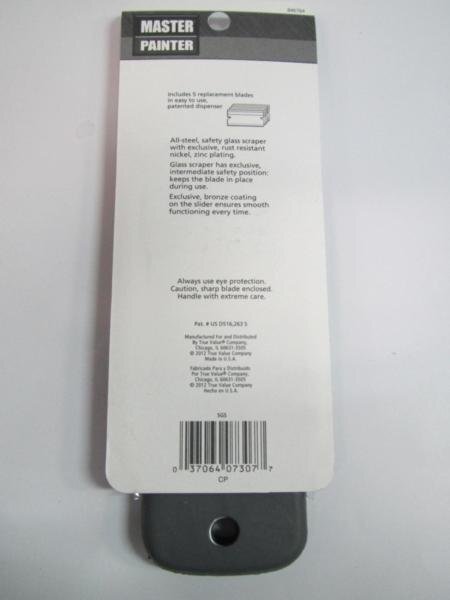 846764
MASTER
PAINTER
Includes 5 replacement blades
in easy to use,
patented dispenser
All-steel, safety glass scraper
with exclusive, rust resistant
nickel, zinc plating.
Glass scraper has exclusive,
intermediate safety position:
keeps the blade in place
during use.
Exclusive, bronze coating
on the slider ensures smooth
functioning every time.
Always use eye protection.
Caution, sharp blade enclosed.
Handle with extreme care.
Pat. # US D516,263 S
Manufactured For and Distributed
By True Value® Company,
Chicago, IL 60631-3505
© 2012 True Value Company
Made in U.S.A.
Fabricado Para y Distribuido
Por True Value® Company,
Chicago, IL 60631-3505
© 2012 True Value Company
Hecho en U.S.A.
SGS
0 37064 07307 7
CP